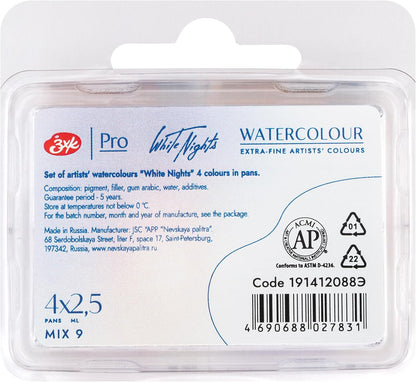 зхк
Pro
White Nights
WATERCOLOUR
EXTRA-FINE ARTISTS' COLOURS
Set of artists' watercolours "White Nights" 4 colours in pans.
Composition: pigment, filler, gum arabic, water, additives.
Guarantee period - 5 years.
Store at temperatures not below 0 °C.
For the batch number, month and year of manufacture, see the package.
Made in Russia. Manufacturer: JSC "APP "Nevskaya palitra".
68 Serdobolskaya Street, liter F, space 17, Saint-Petersburg,
197342, Russia, www.nevskayapalitra.ru
ACMI
AP
Conforms to ASTM D-4236.
01
22
Code 191412088Э
4 690688 027831
4x2,5
PANS ML
MIX 9